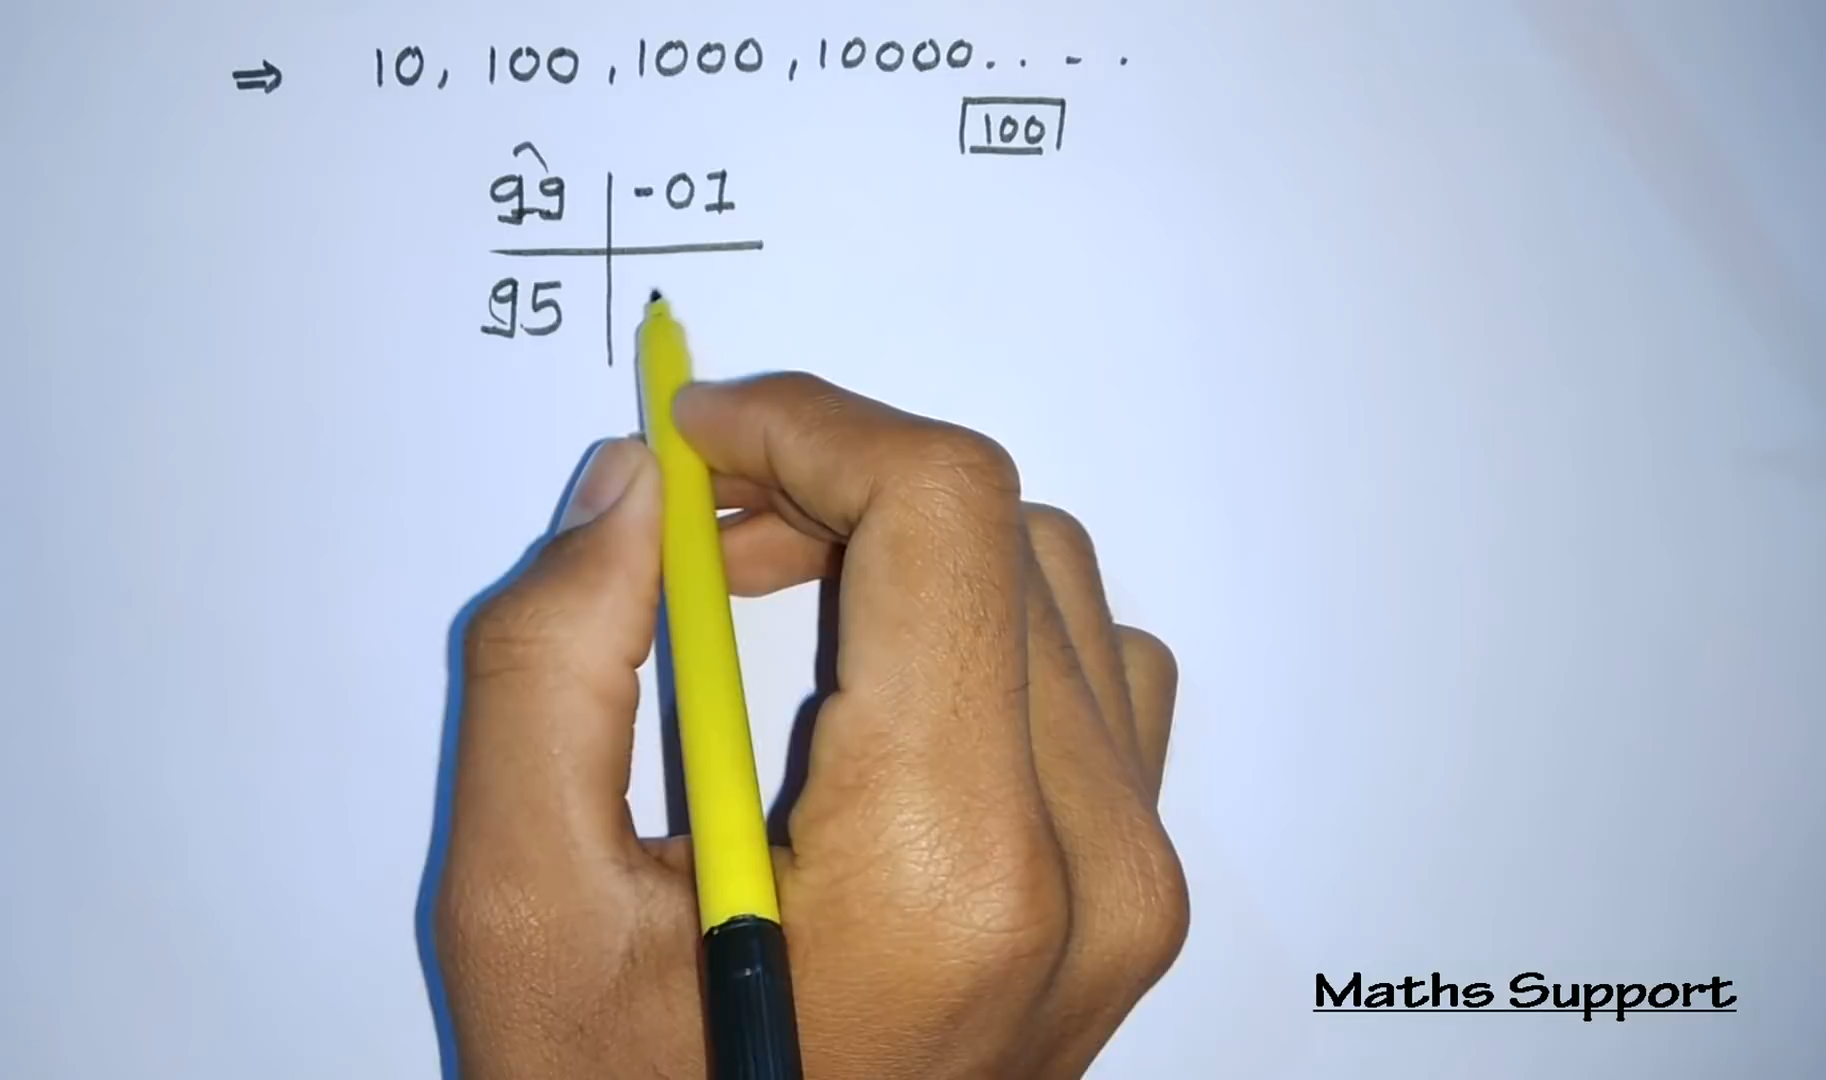 ⇒ 10, 100, 1000, 10000.. - .
100
99 | -01
95 |
Maths Support